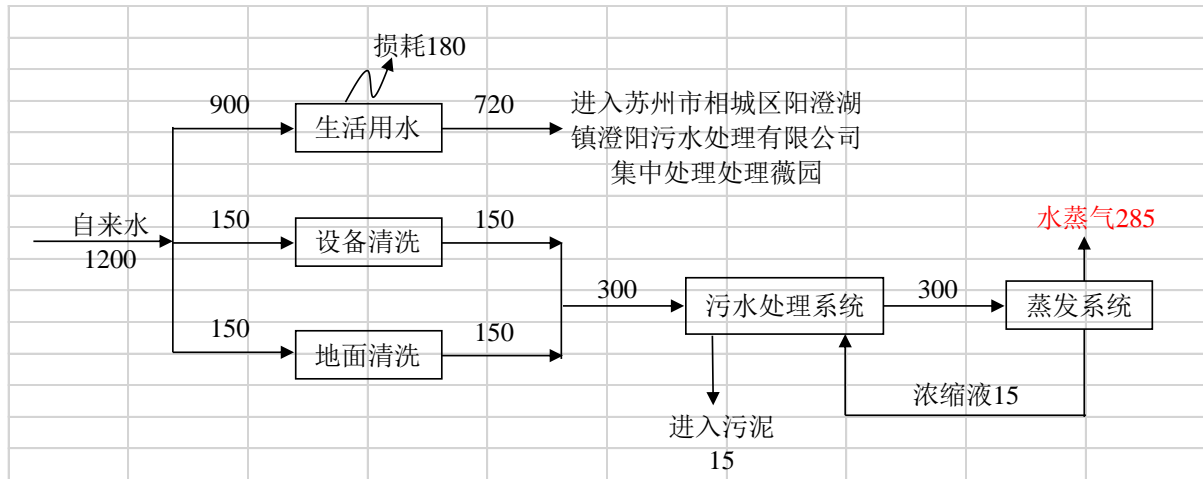 损耗180
900
生活用水
720
进入苏州市相城区阳澄湖
镇澄阳污水处理有限公司
集中处理处理薇园
自来水
1200
150
设备清洗
150
水蒸气285
300
污水处理系统
300
蒸发系统
150
地面清洗
150
浓缩液15
进入污泥
15